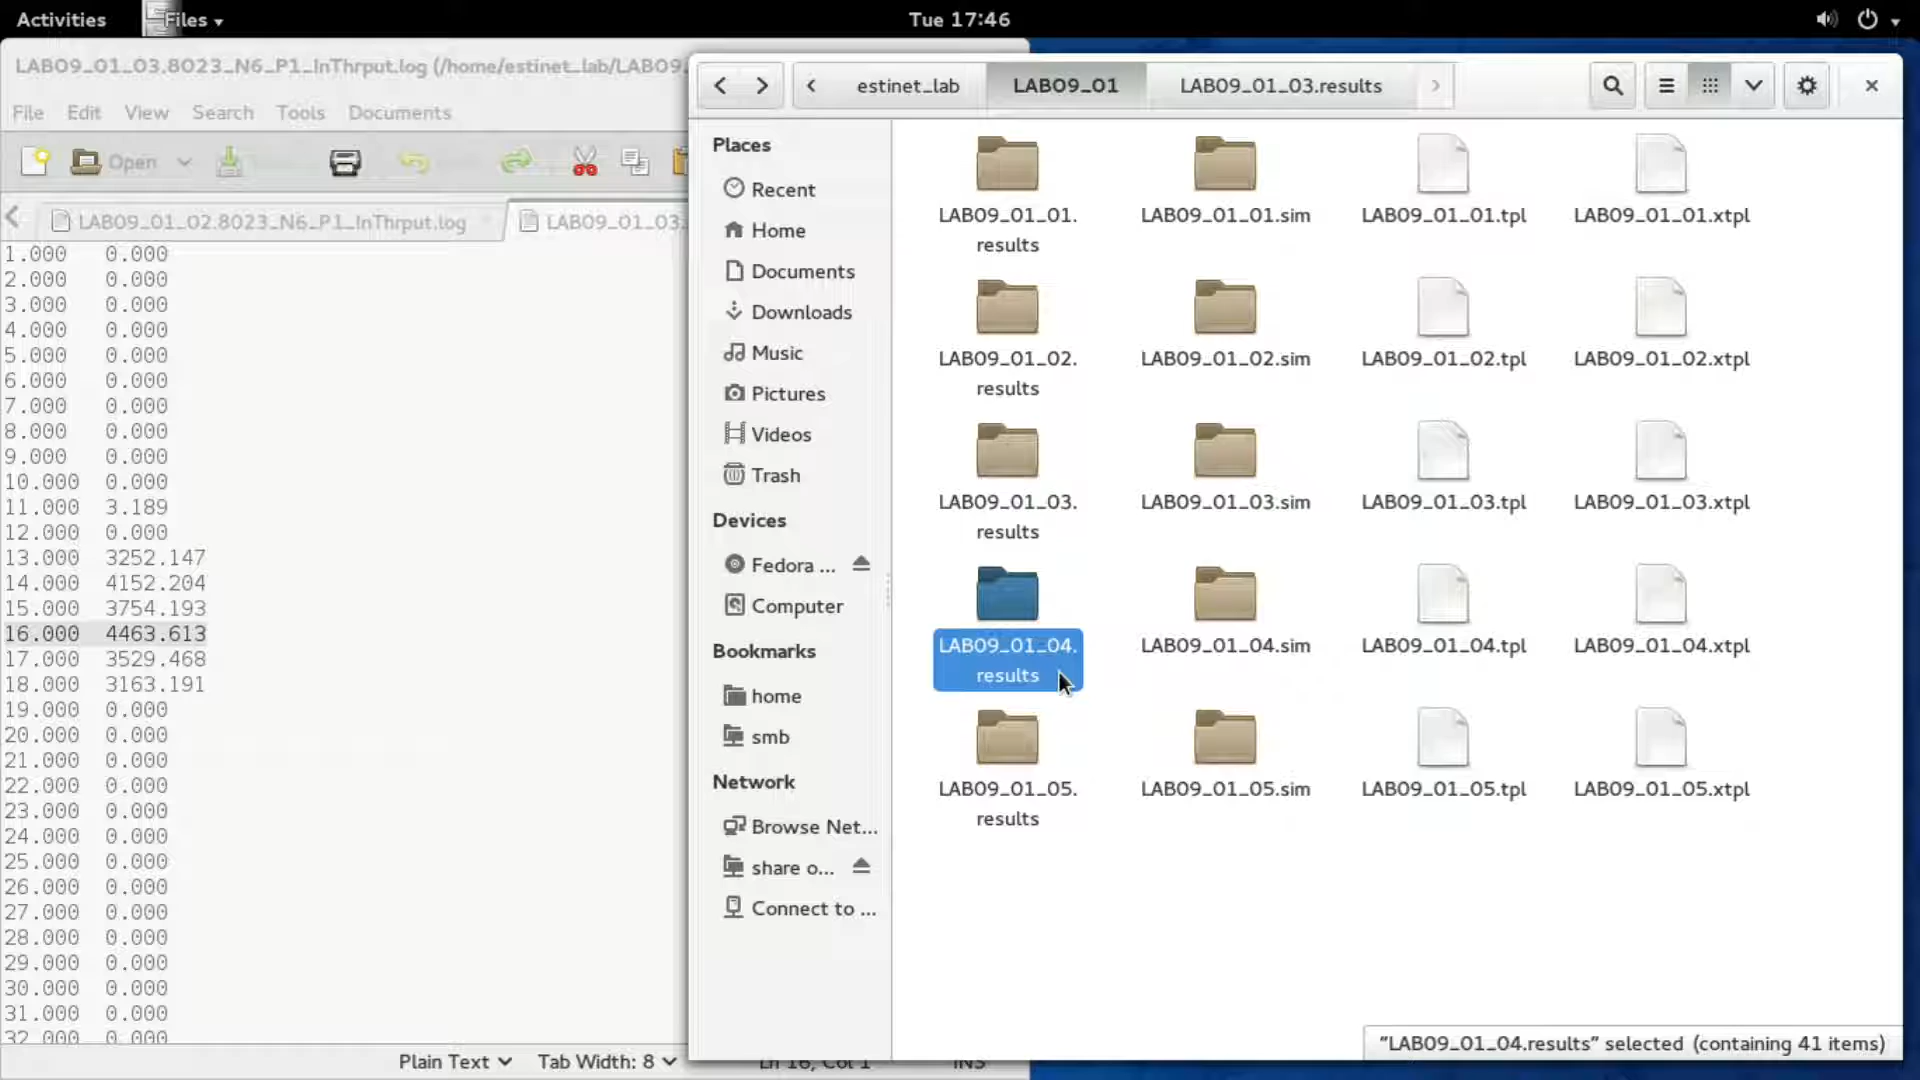 Activities
Files
Tue 17:46
LAB09_01_03.8023_N6_P1_InThrput.log (/home/estinet_lab/LAB09_
File Edit View Search Tools Documents
Open
LAB09_01_02.8023_N6_P1_InThrput.log
LAB09_01_03.
1.000 0.000
2.000 0.000
3.000 0.000
4.000 0.000
5.000 0.000
6.000 0.000
7.000 0.000
8.000 0.000
9.000 0.000
10.000 0.000
11.000 3.189
12.000 0.000
13.000 3252.147
14.000 4152.204
15.000 3754.193
16.000 4463.613
17.000 3529.468
18.000 3163.191
19.000 0.000
20.000 0.000
21.000 0.000
22.000 0.000
23.000 0.000
24.000 0.000
25.000 0.000
26.000 0.000
27.000 0.000
28.000 0.000
29.000 0.000
30.000 0.000
31.000 0.000
32.000 0.000
Plain Text Tab Width: 8 Ln 16, Col 1 INS
estinet_lab LAB09_01 LAB09_01_03.results
Places
Recent
Home
Documents
Downloads
Music
Pictures
Videos
Trash
Devices
Fedora ...
Computer
Bookmarks
home
smb
Network
Browse Net...
share o...
Connect to ...
LAB09_01_01.
results
LAB09_01_01.sim
LAB09_01_01.tpl
LAB09_01_01.xtpl
LAB09_01_02.
results
LAB09_01_02.sim
LAB09_01_02.tpl
LAB09_01_02.xtpl
LAB09_01_03.
results
LAB09_01_03.sim
LAB09_01_03.tpl
LAB09_01_03.xtpl
LAB09_01_04.
results
LAB09_01_04.sim
LAB09_01_04.tpl
LAB09_01_04.xtpl
LAB09_01_05.
results
LAB09_01_05.sim
LAB09_01_05.tpl
LAB09_01_05.xtpl
"LAB09_01_04.results" selected (containing 41 items)